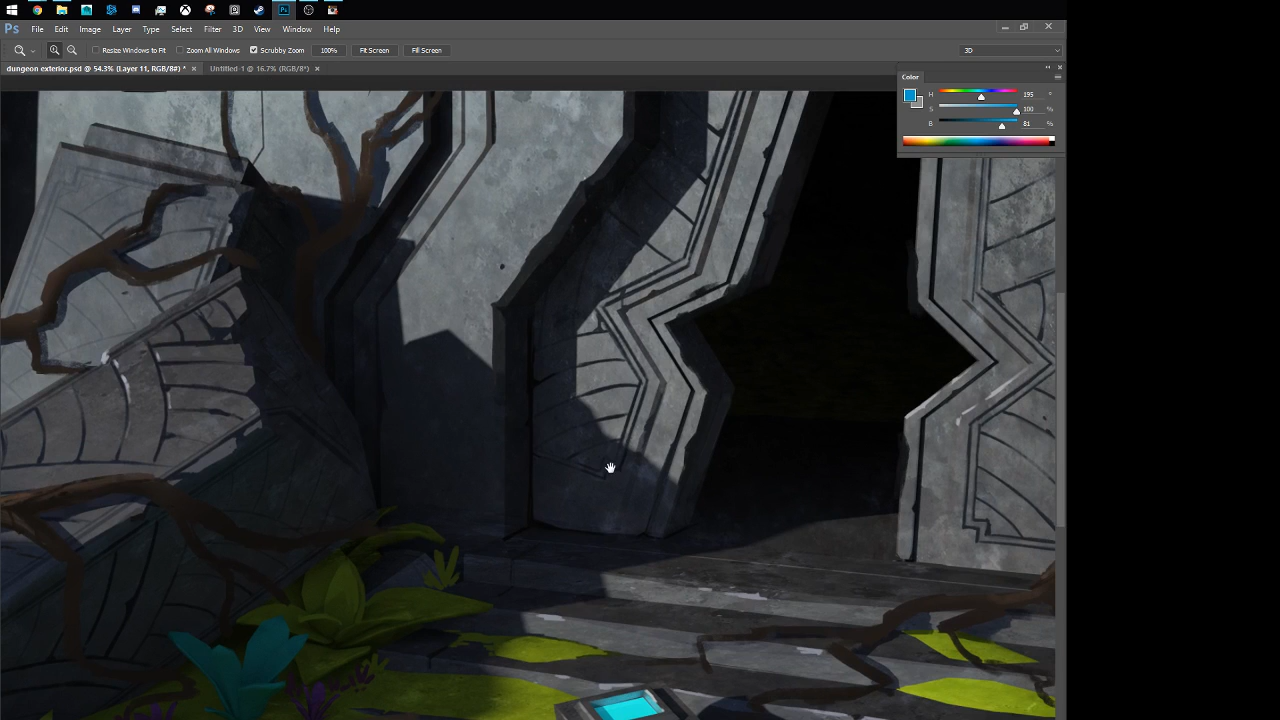 Ps File Edit Image Layer Type Select Filter 3D View Window Help
Resize Windows to Fit Zoom All Windows Scrubby Zoom 100% Fit Screen Fill Screen 3D
dungeon exterior.psd @ 54.3% (Layer 11, RGB/8#) * × Untitled-1 @ 16.7% (RGB/8*) ×
Color
H 195 °
S 100 %
B 81 %